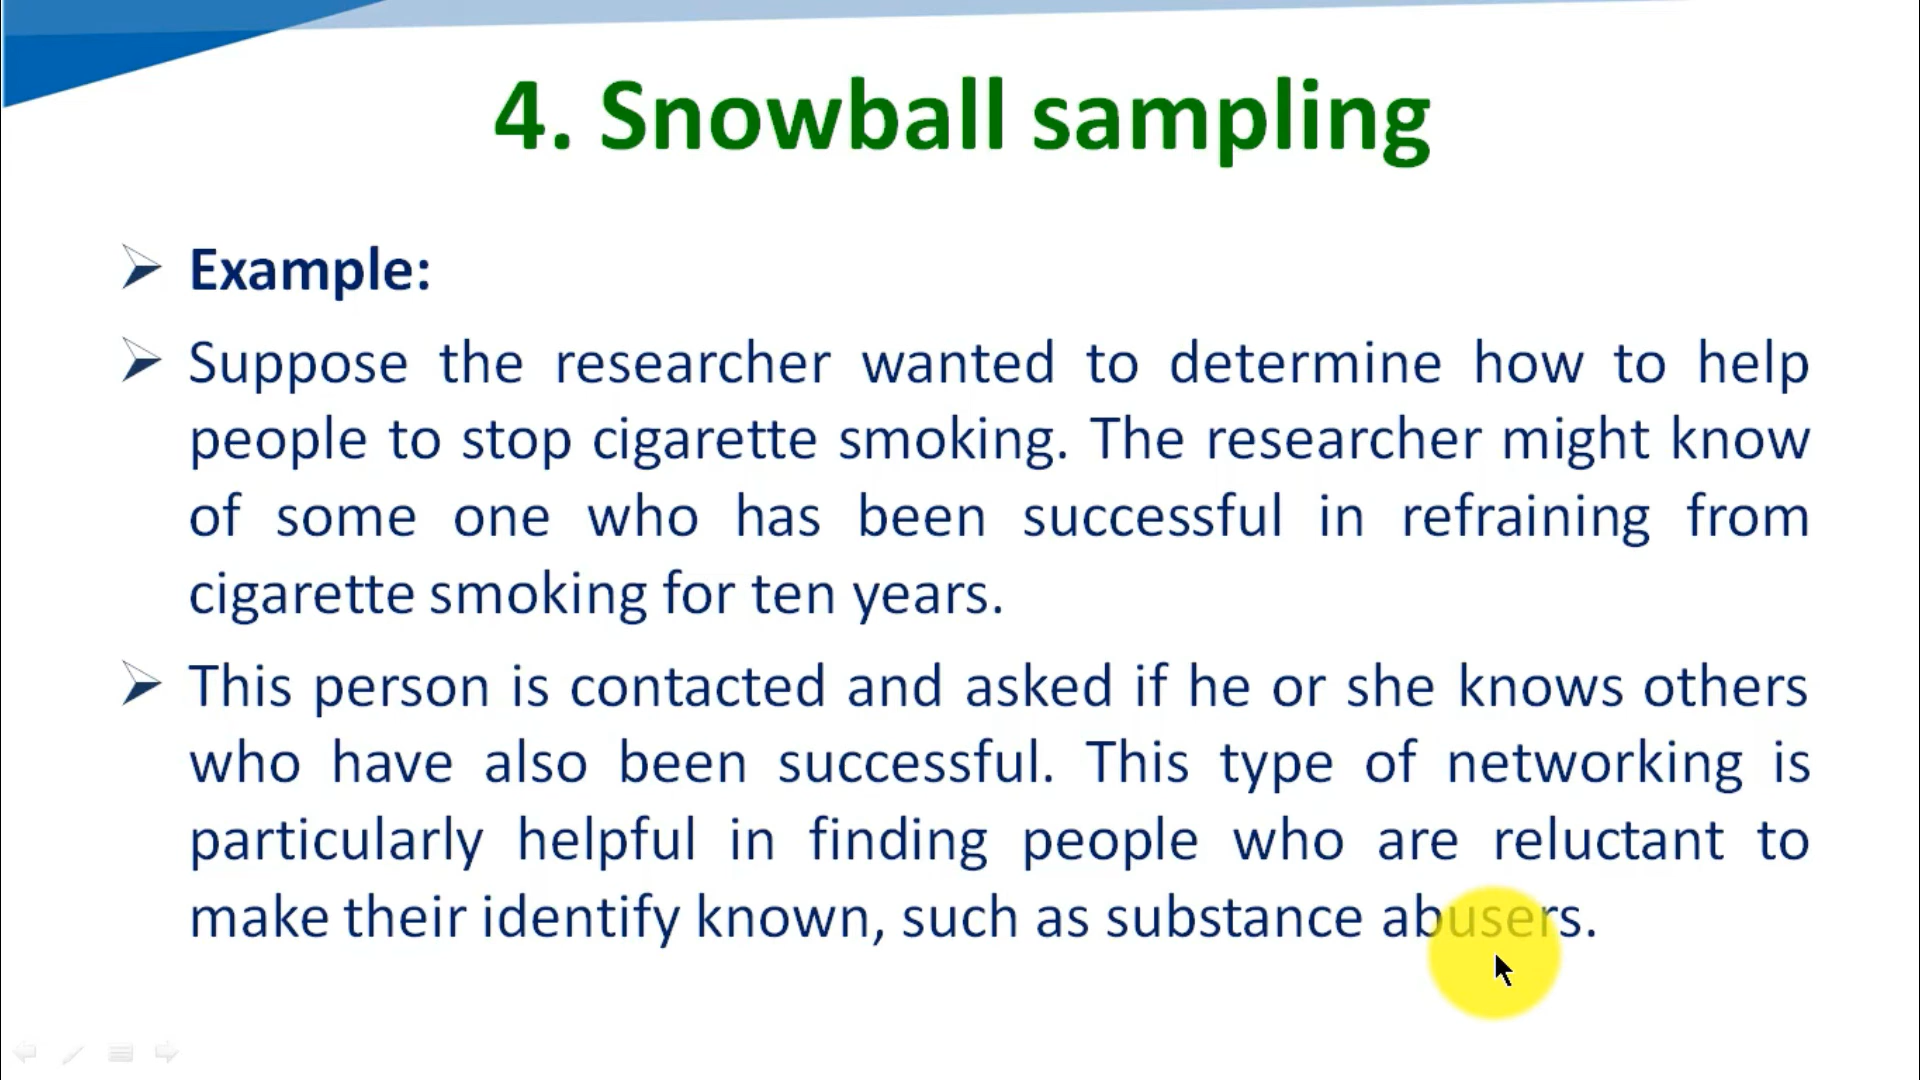 4. Snowball sampling
Example:
Suppose the researcher wanted to determine how to help
people to stop cigarette smoking. The researcher might know
of some one who has been successful in refraining from
cigarette smoking for ten years.
This person is contacted and asked if he or she knows others
who have also been successful. This type of networking is
particularly helpful in finding people who are reluctant to
make their identify known, such as substance abusers.